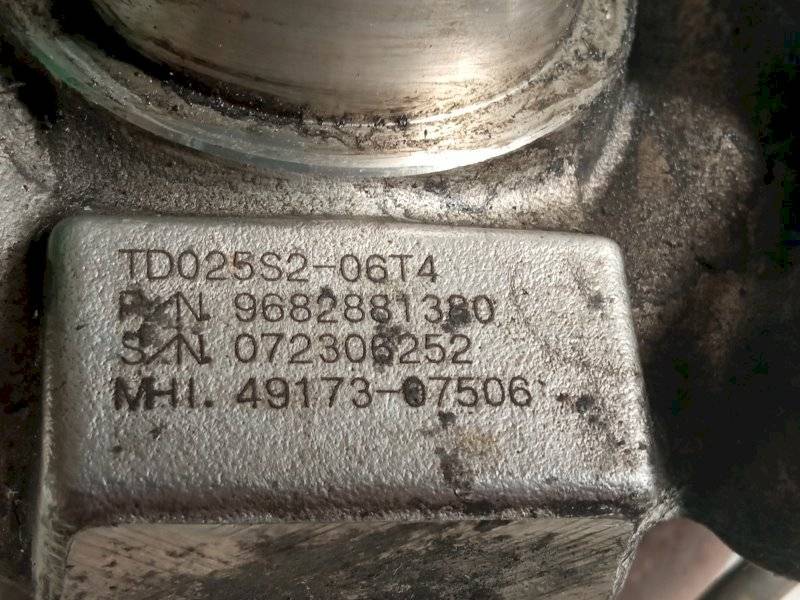 TD025S2-06T4
P/N. 9682881380
S/N. 072306252
MHI. 49173-07506